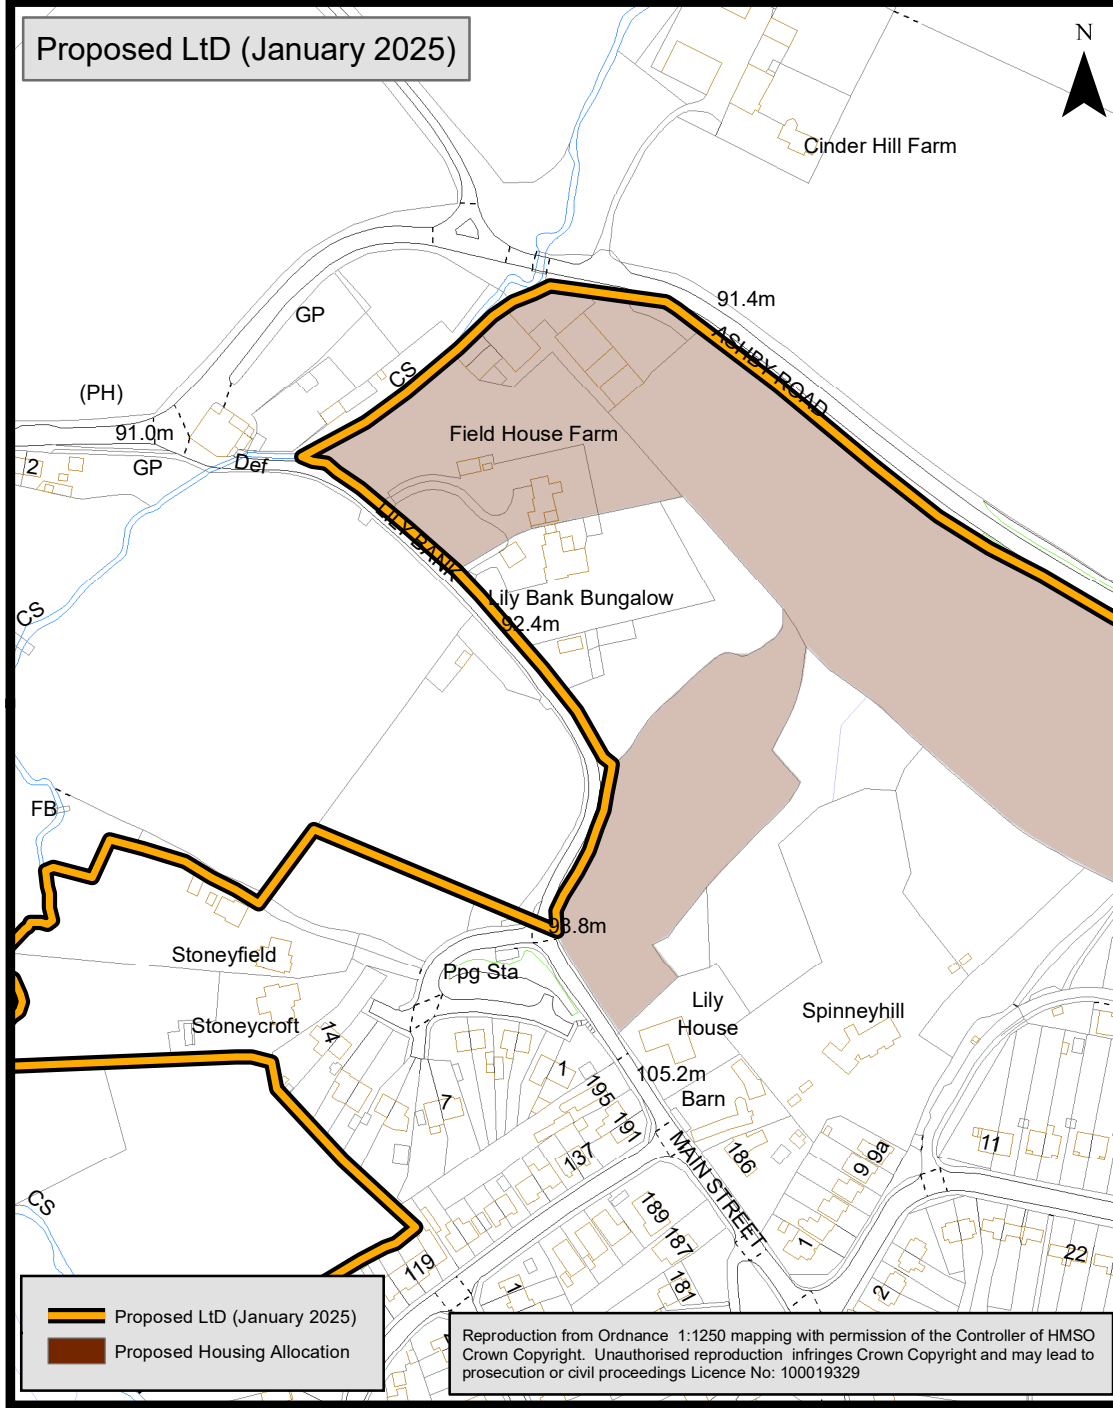 Proposed LtD (January 2025)
N
Cinder Hill Farm
91.4m
GP
ASHBY ROAD
CS
(PH)
91.0m
Field House Farm
2
GP
Def
LILY BANK
Lily Bank Bungalow
92.4m
CS
FB
93.8m
Stoneyfield
Ppg Sta
Lily
House
Spinneyhill
Stoneycroft
14
1
105.2m
195
Barn
7
191
11
137
MAIN STREET
186
9
9a
CS
189
187
1
22
119
181
1
2
Proposed LtD (January 2025)
Proposed Housing Allocation
Reproduction from Ordnance 1:1250 mapping with permission of the Controller of HMSO
Crown Copyright. Unauthorised reproduction infringes Crown Copyright and may lead to
prosecution or civil proceedings Licence No: 100019329